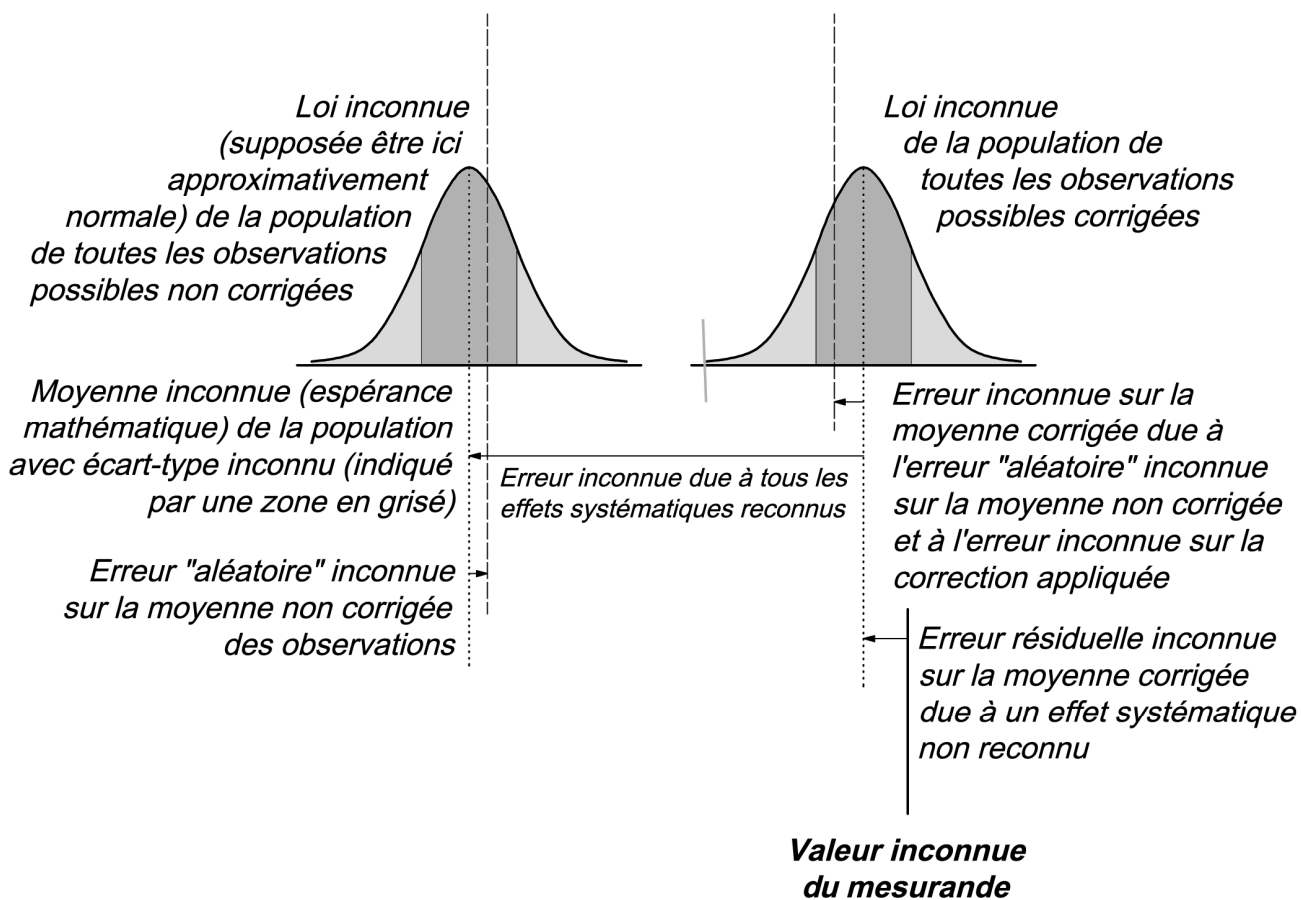 Loi inconnue
(supposée être ici
approximativement
normale) de la population
de toutes les observations
possibles non corrigées
Loi inconnue
de la population de
toutes les observations
possibles corrigées
Moyenne inconnue (espérance
mathématique) de la population
avec écart-type inconnu (indiqué
par une zone en grisé)
Erreur inconnue due à tous les
effets systématiques reconnus
Erreur inconnue sur la
moyenne corrigée due à
l'erreur "aléatoire" inconnue
sur la moyenne non corrigée
et à l'erreur inconnue sur la
correction appliquée
Erreur "aléatoire" inconnue
sur la moyenne non corrigée
des observations
Erreur résiduelle inconnue
sur la moyenne corrigée
due à un effet systématique
non reconnu
Valeur inconnue
du mesurande